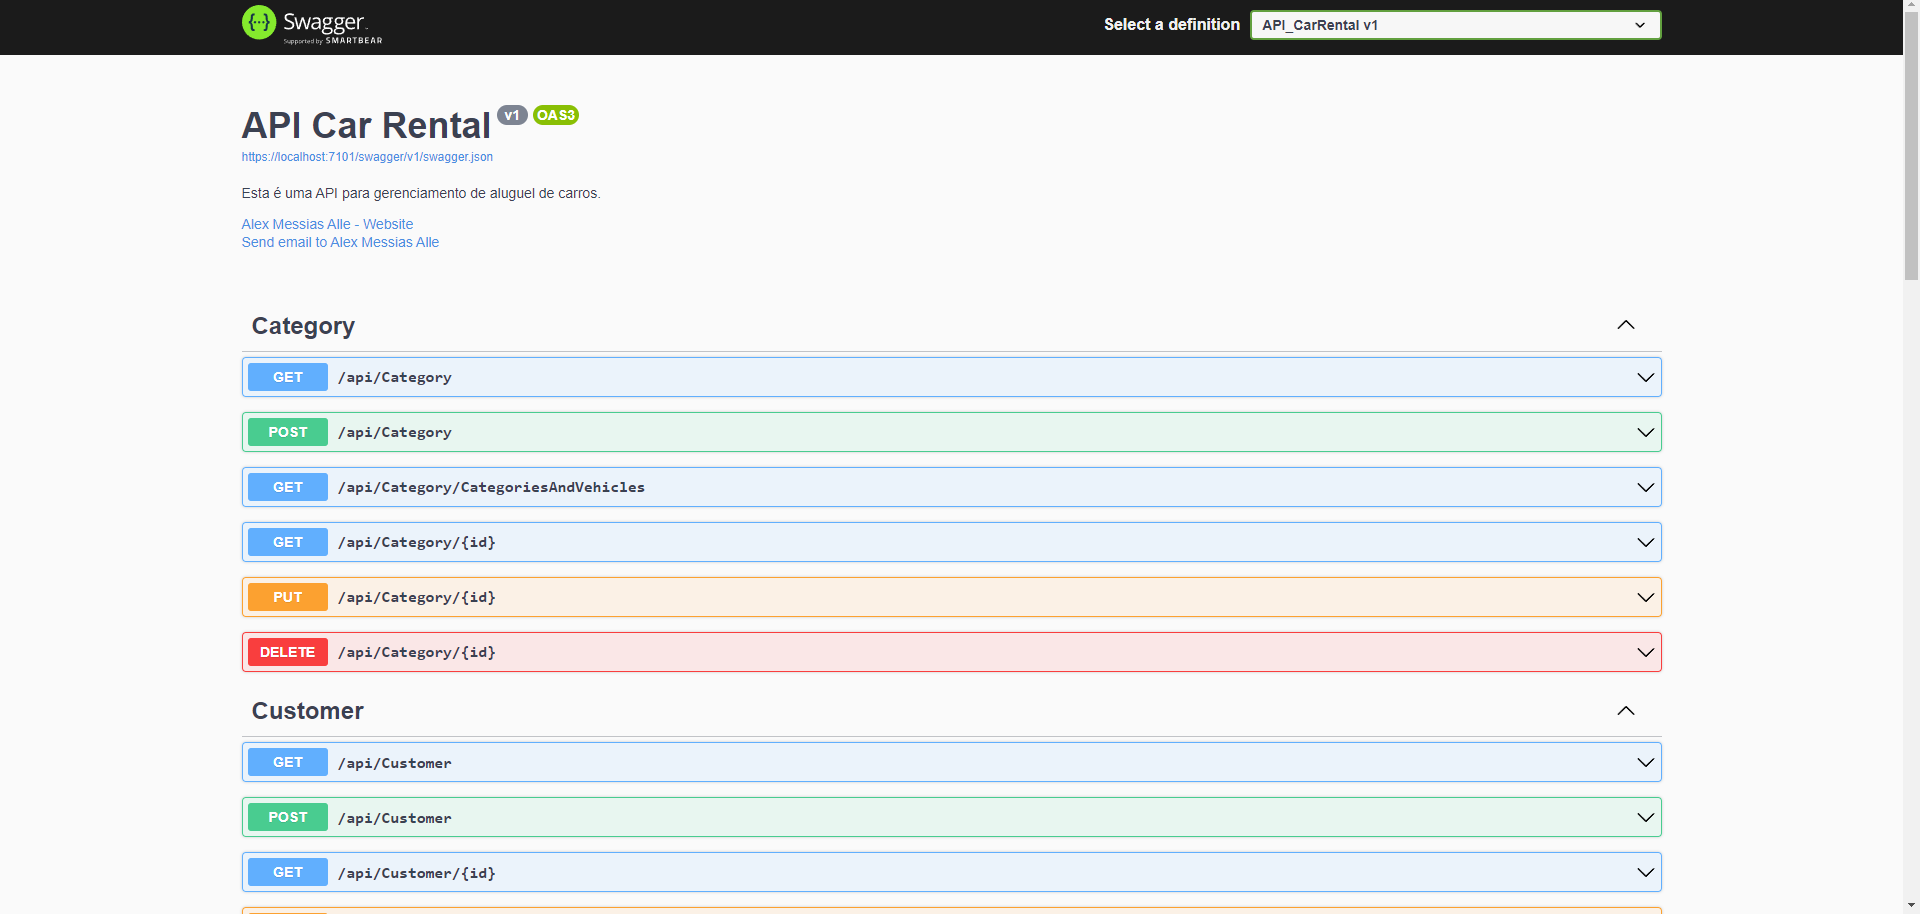 Swagger
Supported by SMARTBEAR
Select a definition
API_CarRental v1
API Car Rental v1 OAS3
https://localhost:7101/swagger/v1/swagger.json
Esta é uma API para gerenciamento de aluguel de carros.
Alex Messias Alle - Website
Send email to Alex Messias Alle
Category
GET /api/Category
POST /api/Category
GET /api/Category/CategoriesAndVehicles
GET /api/Category/{id}
PUT /api/Category/{id}
DELETE /api/Category/{id}
Customer
GET /api/Customer
POST /api/Customer
GET /api/Customer/{id}